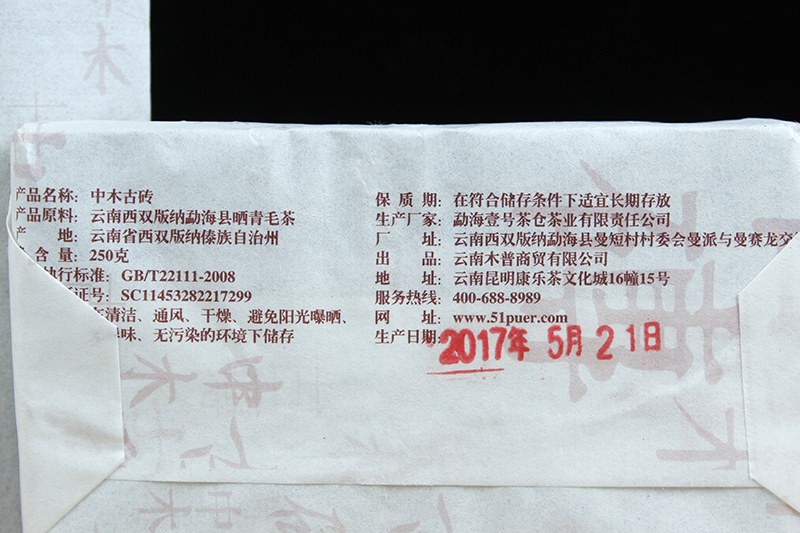 产品名称：中木古砖
产品原料：云南西双版纳勐海县晒青毛茶
产　　地：云南省西双版纳傣族自治州
含 量：250克
执行标准：GB/T22111-2008
证号：SC11453282217299
清洁、通风、干燥、避免阳光曝晒、
异味、无污染的环境下储存
保 质 期：在符合储存条件下适宜长期存放
生产厂家：勐海壹号茶仓茶业有限责任公司
厂　　址：云南西双版纳勐海县曼短村村委会曼派与曼赛龙交
出　　品：云南木普商贸有限公司
地　　址：云南昆明康乐茶文化城16幢15号
服务热线：400-688-8989
网　　址：www.51puer.com
生产日期：2017年 5月 21日